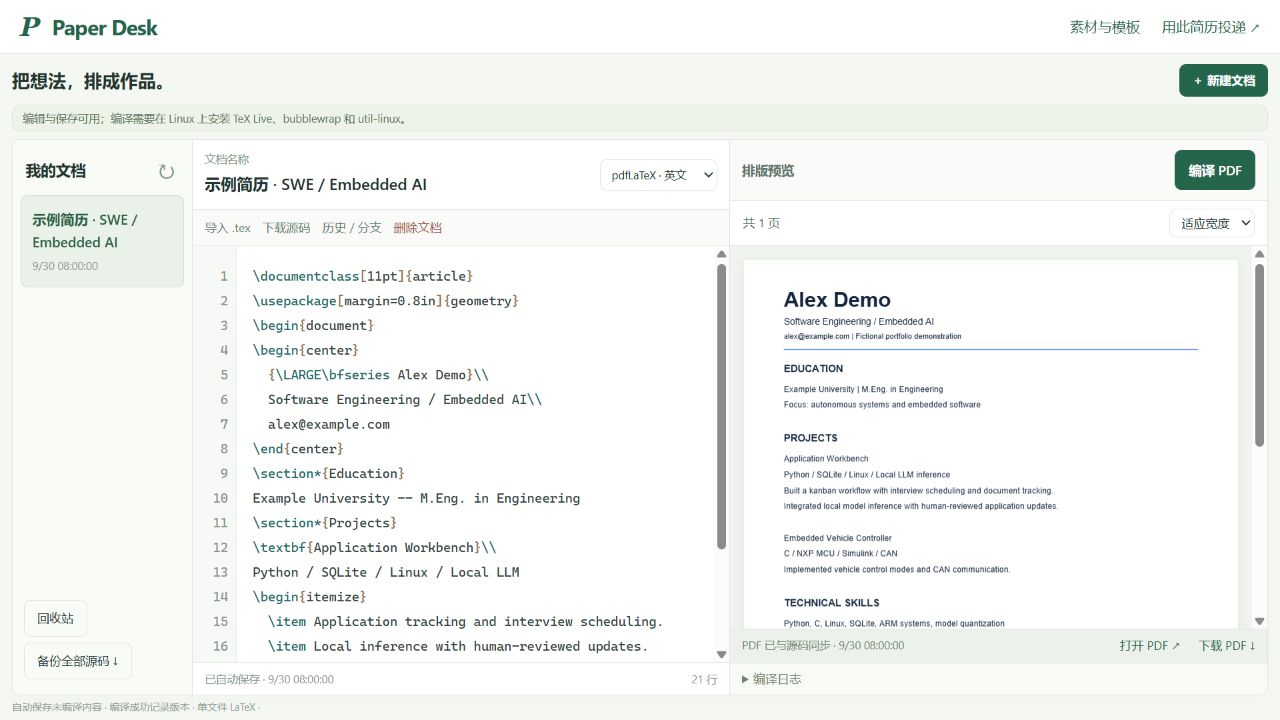 P Paper Desk
素材与模板 用此简历投递 ↗
把想法，排成作品。
+ 新建文档
编辑与保存可用；编译需要在 Linux 上安装 TeX Live、bubblewrap 和 util-linux。
我的文档 ↻
示例简历 · SWE /
Embedded AI
9/30 08:00:00
回收站
备份全部源码 ↓
文档名称
示例简历 · SWE / Embedded AI
pdfLaTeX · 英文
导入 .tex 下载源码 历史 / 分支 删除文档
1 \documentclass[11pt]{article}
2 \usepackage[margin=0.8in]{geometry}
3 \begin{document}
4 \begin{center}
5 {\LARGE\bfseries Alex Demo}\\
6 Software Engineering / Embedded AI\\
7 alex@example.com
8 \end{center}
9 \section*{Education}
10 Example University -- M.Eng. in Engineering
11 \section*{Projects}
12 \textbf{Application Workbench}\\
13 Python / SQLite / Linux / Local LLM
14 \begin{itemize}
15 \item Application tracking and interview scheduling.
16 \item Local inference with human-reviewed updates.
已自动保存 · 9/30 08:00:00 21 行
排版预览
编译 PDF
共 1 页
适应宽度
Alex Demo
Software Engineering / Embedded AI
alex@example.com | Fictional portfolio demonstration
EDUCATION
Example University | M.Eng. in Engineering
Focus: autonomous systems and embedded software
PROJECTS
Application Workbench
Python / SQLite / Linux / Local LLM inference
Built a kanban workflow with interview scheduling and document tracking.
Integrated local model inference with human-reviewed application updates.
Embedded Vehicle Controller
C / NXP MCU / Simulink / CAN
Implemented vehicle control modes and CAN communication.
TECHNICAL SKILLS
Python, C, Linux, SQLite, ARM systems, model quantization
PDF 已与源码同步 · 9/30 08:00:00 打开 PDF ↗ 下载 PDF ↓
▶ 编译日志
自动保存未编译内容 · 编译成功记录版本 · 单文件 LaTeX ·